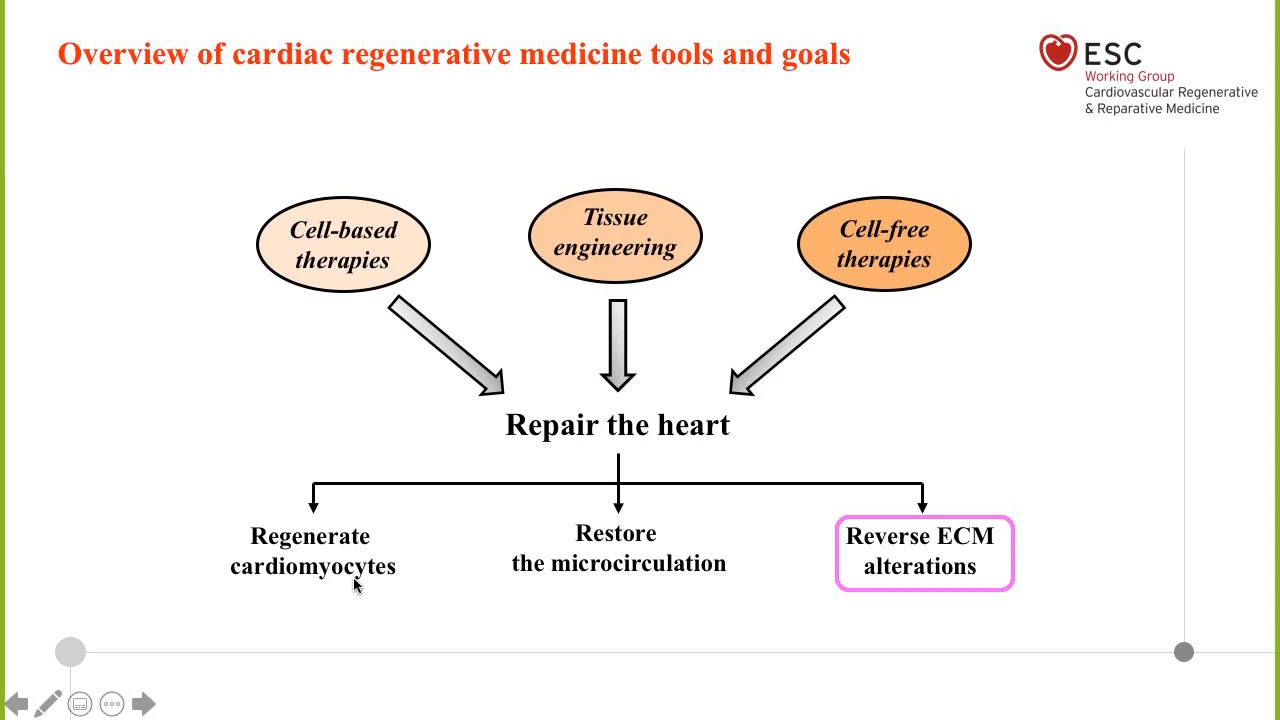 Overview of cardiac regenerative medicine tools and goals
ESC
Working Group
Cardiovascular Regenerative
& Reparative Medicine
Cell-based
therapies
Tissue
engineering
Cell-free
therapies
Repair the heart
Regenerate
cardiomyocytes
Restore
the microcirculation
Reverse ECM
alterations